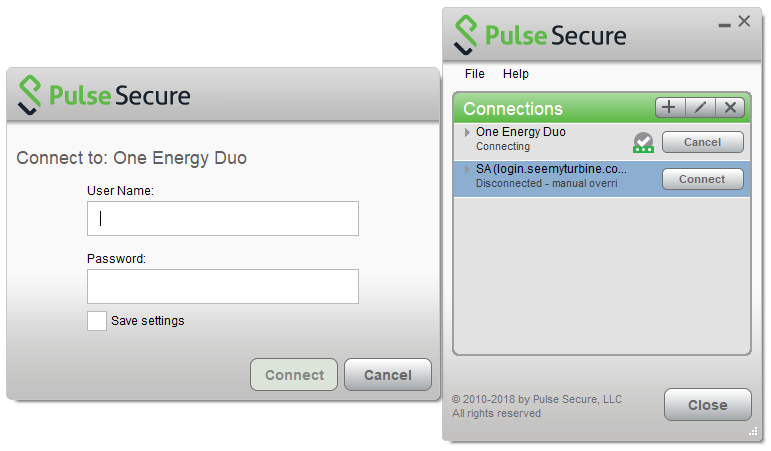 Pulse Secure
Connect to: One Energy Duo
User Name:
Password:
Save settings
Connect
Cancel
Pulse Secure
File Help
Connections
One Energy Duo
Connecting
Cancel
SA (login.seemyturbine.co...
Disconnected - manual overri
Connect
© 2010-2018 by Pulse Secure, LLC
All rights reserved
Close